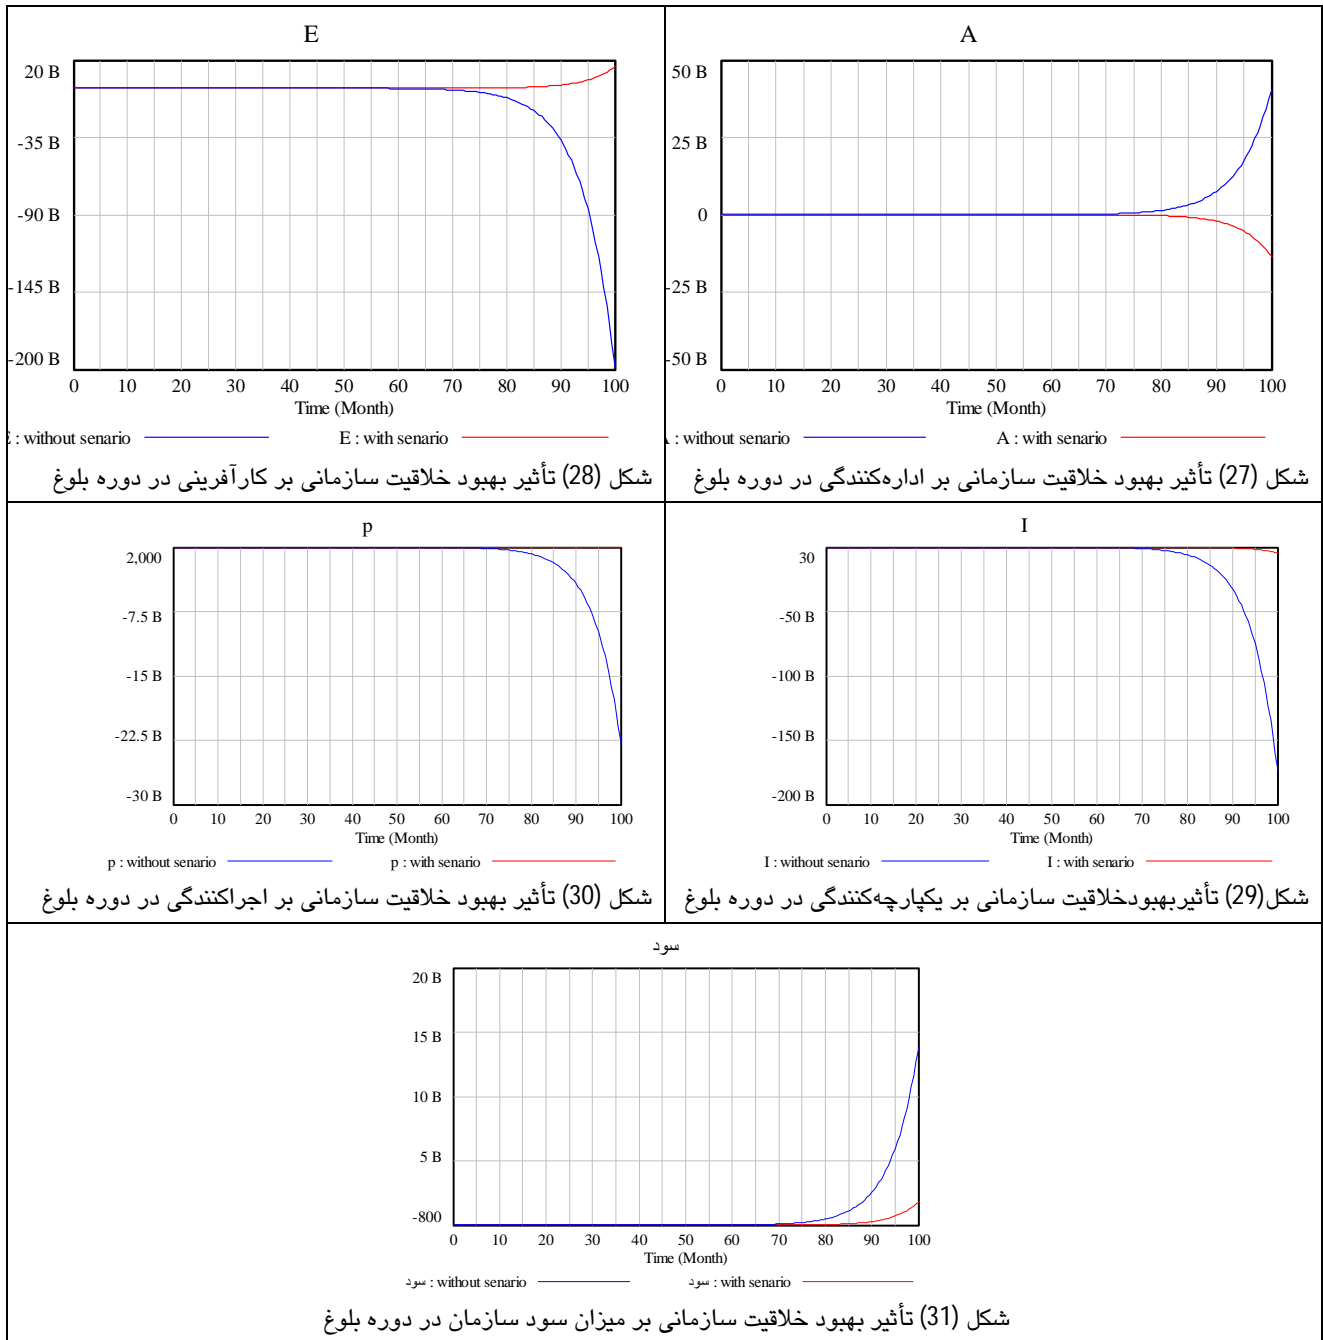 E
20 B
-35 B
-90 B
-145 B
-200 B
0 10 20 30 40 50 60 70 80 90 100
Time (Month)
: without senario E : with senario
شکل (28) تأثیر بهبود خلاقیت سازمانی بر کارآفرینی در دوره بلوغ
A
50 B
25 B
0
-25 B
-50 B
0 10 20 30 40 50 60 70 80 90 100
Time (Month)
: without senario A : with senario
شکل (27) تأثیر بهبود خلاقیت سازمانی بر اداره‌کنندگی در دوره بلوغ
p
2,000
-7.5 B
-15 B
-22.5 B
-30 B
0 10 20 30 40 50 60 70 80 90 100
Time (Month)
p : without senario p : with senario
شکل (30) تأثیر بهبود خلاقیت سازمانی بر اجراکنندگی در دوره بلوغ
I
30
-50 B
-100 B
-150 B
-200 B
0 10 20 30 40 50 60 70 80 90 100
Time (Month)
I : without senario I : with senario
شکل(29) تأثیربهبودخلاقیت سازمانی بر یکپارچه‌کنندگی در دوره بلوغ
سود
20 B
15 B
10 B
5 B
-800
0 10 20 30 40 50 60 70 80 90 100
Time (Month)
سود : without senario سود : with senario
شکل (31) تأثیر بهبود خلاقیت سازمانی بر میزان سود سازمان در دوره بلوغ